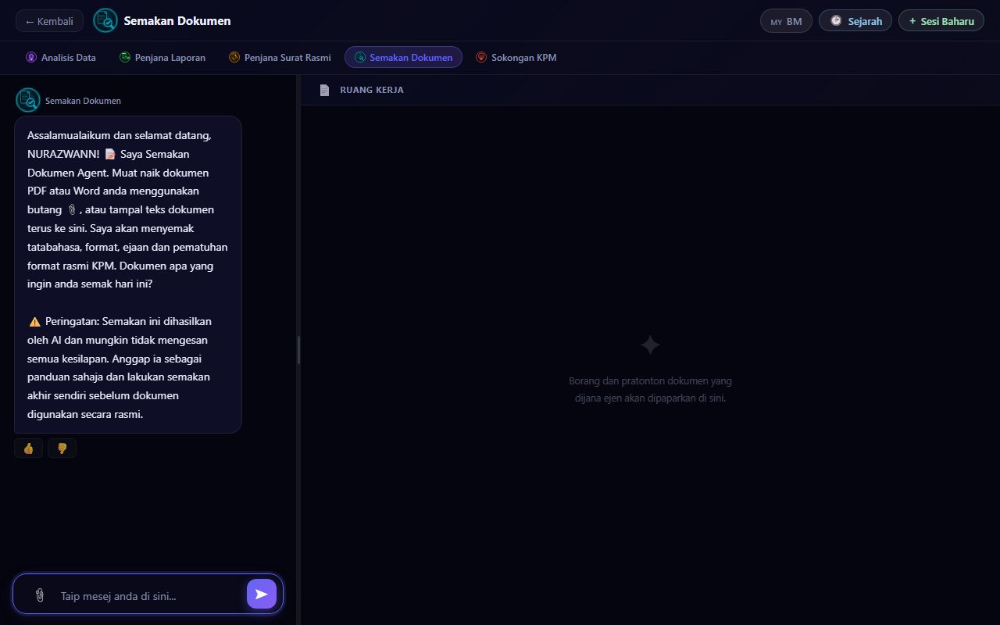 ← Kembali
Semakan Dokumen
MY BM
Sejarah
+ Sesi Baharu
Analisis Data
Penjana Laporan
Penjana Surat Rasmi
Semakan Dokumen
Sokongan KPM
Semakan Dokumen
RUANG KERJA
Assalamualaikum dan selamat datang,
NURAZWANN! 📝 Saya Semakan
Dokumen Agent. Muat naik dokumen
PDF atau Word anda menggunakan
butang 📎, atau tampal teks dokumen
terus ke sini. Saya akan menyemak
tatabahasa, format, ejaan dan pematuhan
format rasmi KPM. Dokumen apa yang
ingin anda semak hari ini?
⚠️ Peringatan: Semakan ini dihasilkan
oleh AI dan mungkin tidak mengesan
semua kesilapan. Anggap ia sebagai
panduan sahaja dan lakukan semakan
akhir sendiri sebelum dokumen
digunakan secara rasmi.
Borang dan pratonton dokumen yang
dijana ejen akan dipaparkan di sini.
Taip mesej anda di sini...